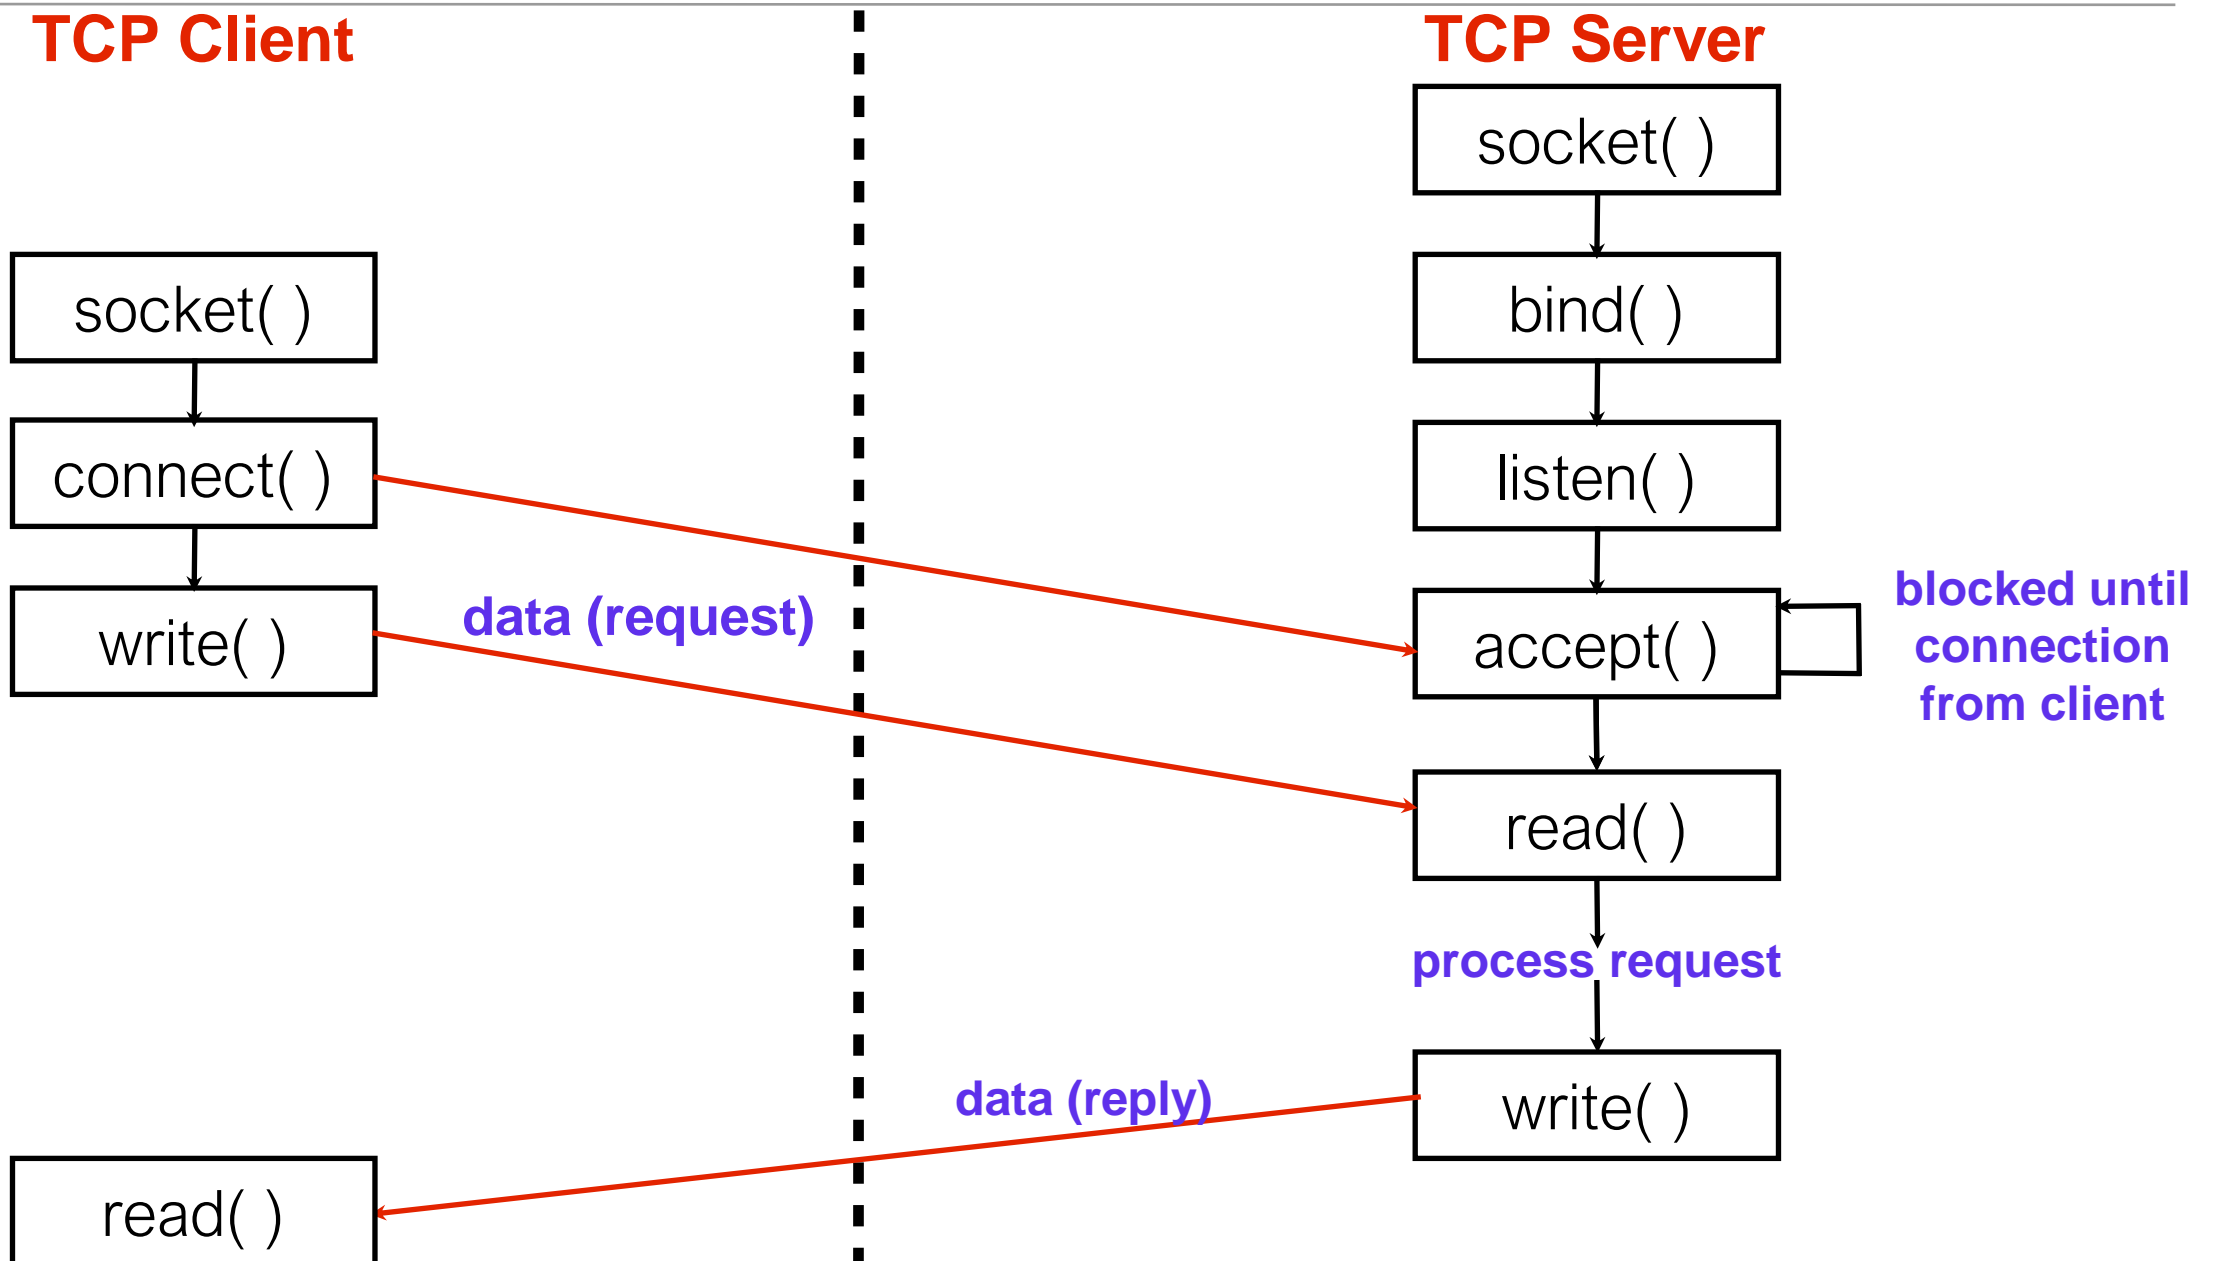 TCP Client
TCP Server
socket( )
socket( )
bind( )
connect( )
listen( )
write( )
data (request)
accept( )
blocked until
connection
from client
read( )
process request
data (reply)
write( )
read( )